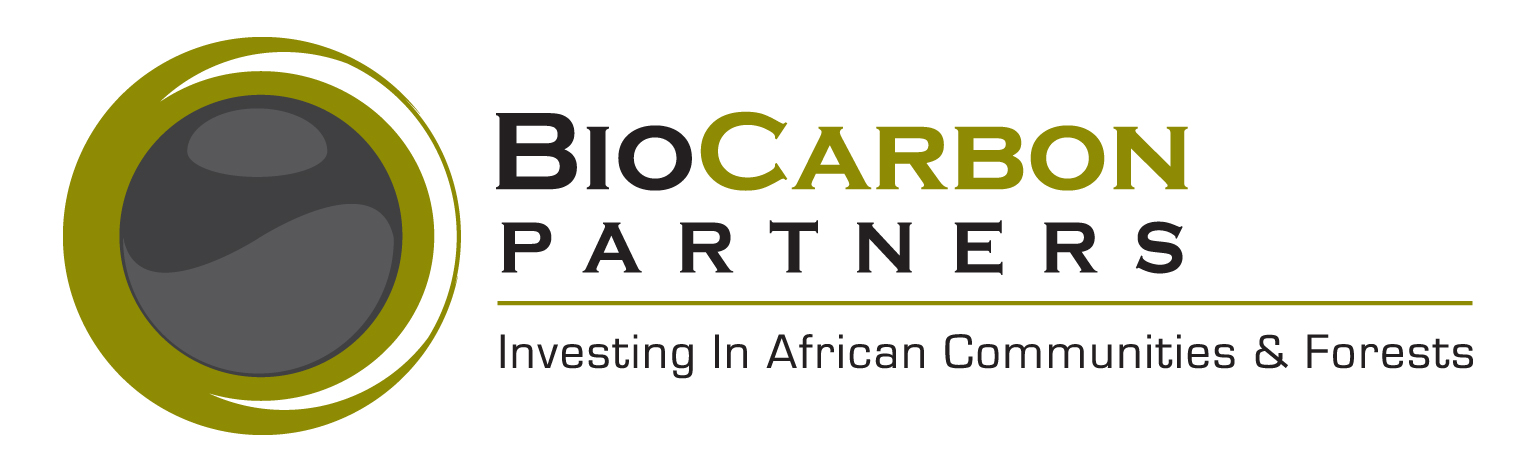 BIOCARBON
PARTNERS
Investing In African Communities & Forests